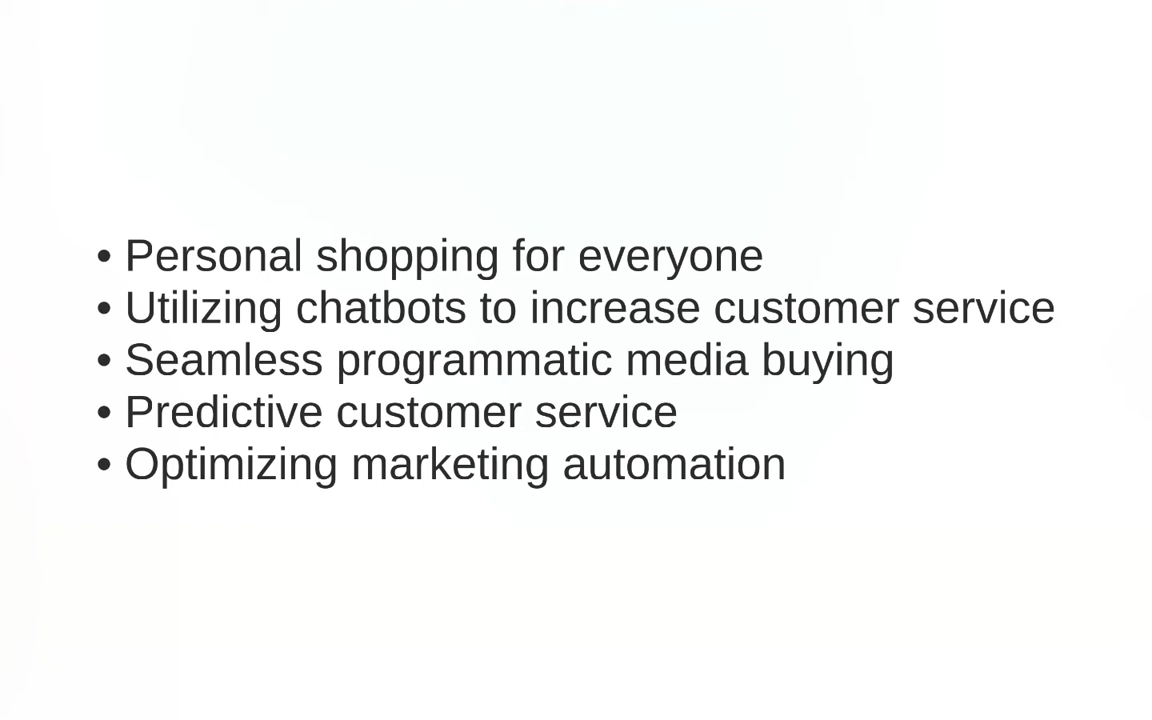 • Personal shopping for everyone
• Utilizing chatbots to increase customer service
• Seamless programmatic media buying
• Predictive customer service
• Optimizing marketing automation